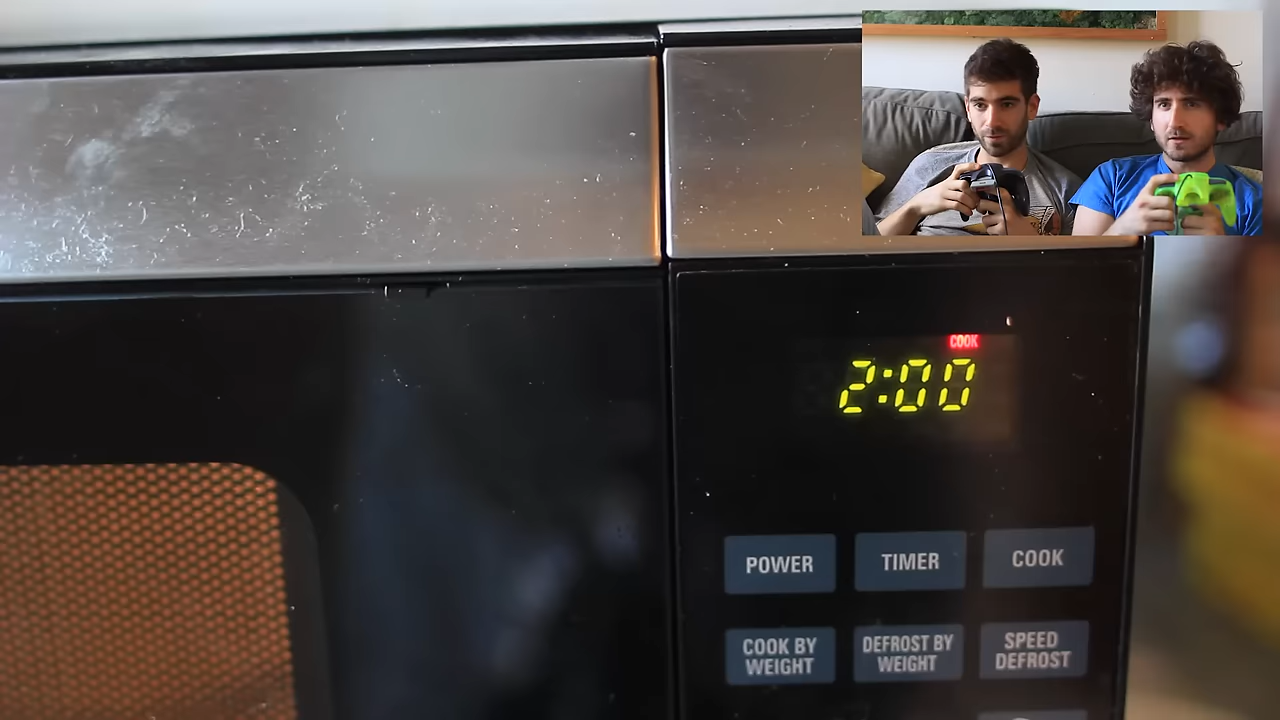 COOK
2:00
POWER
TIMER
COOK
COOK BY
WEIGHT
DEFROST BY
WEIGHT
SPEED
DEFROST